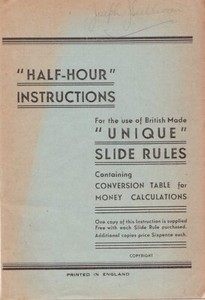 "HALF-HOUR"
INSTRUCTIONS
For the use of British Made
"UNIQUE"
SLIDE RULES
Containing
CONVERSION TABLE for
MONEY CALCULATIONS
One copy of this Instruction is supplied
Free with each Slide Rule purchased.
Additional copies price Sixpence each.
COPYRIGHT
PRINTED IN ENGLAND